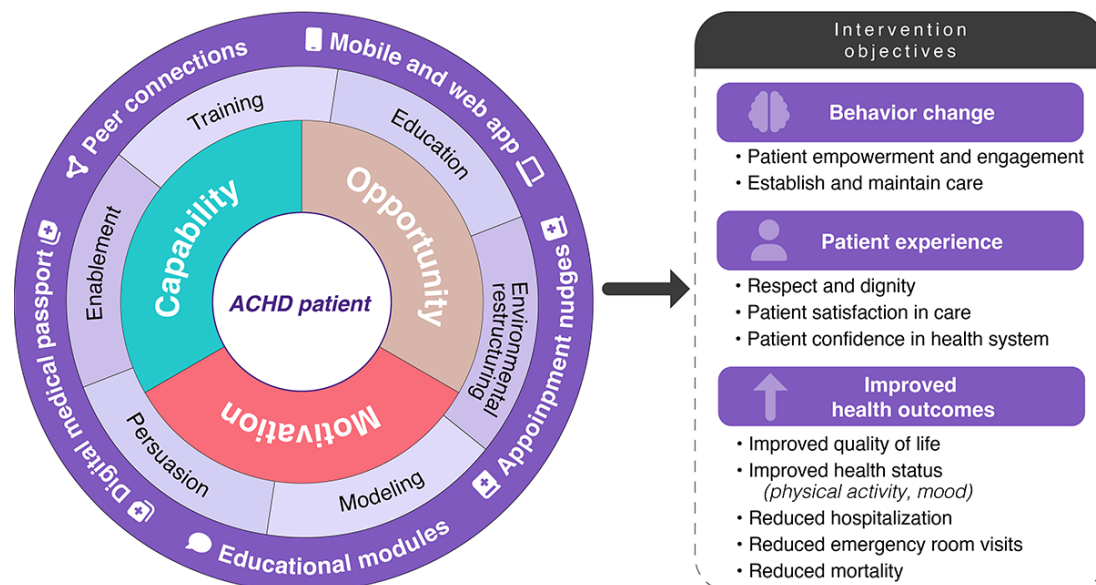 Peer connections
Mobile and web app
Training
Education
Capability
Opportunity
Enablement
Environmental
restructuring
ACHD patient
Digital medical passport
Appoinpment nudges
Motivation
Persuasion
Modeling
Educational modules
Intervention
objectives
Behavior change
• Patient empowerment and engagement
• Establish and maintain care
Patient experience
• Respect and dignity
• Patient satisfaction in care
• Patient confidence in health system
Improved
health outcomes
• Improved quality of life
• Improved health status
(physical activity, mood)
• Reduced hospitalization
• Reduced emergency room visits
• Reduced mortality